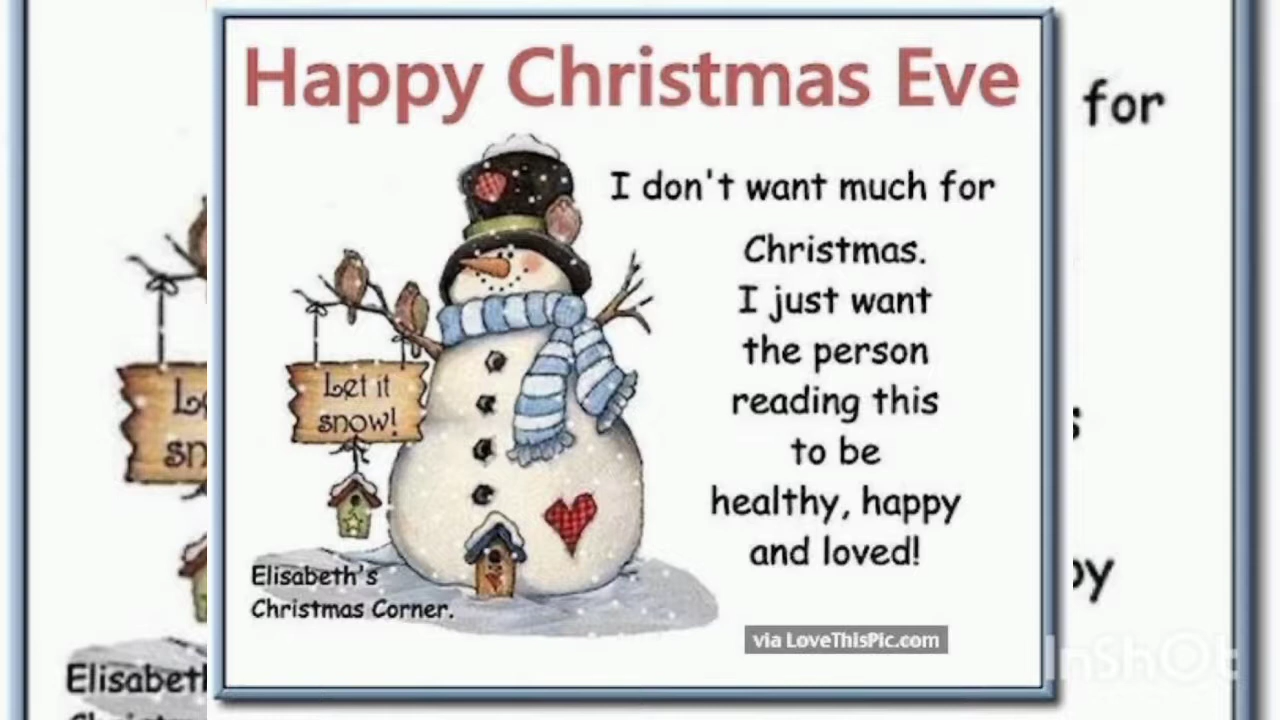 Happy Christmas Eve
I don't want much for
Christmas.
I just want
the person
reading this
to be
healthy, happy
and loved!
Let it
snow!
Elisabeth's
Christmas Corner.
via LoveThisPic.com
for
InShOt